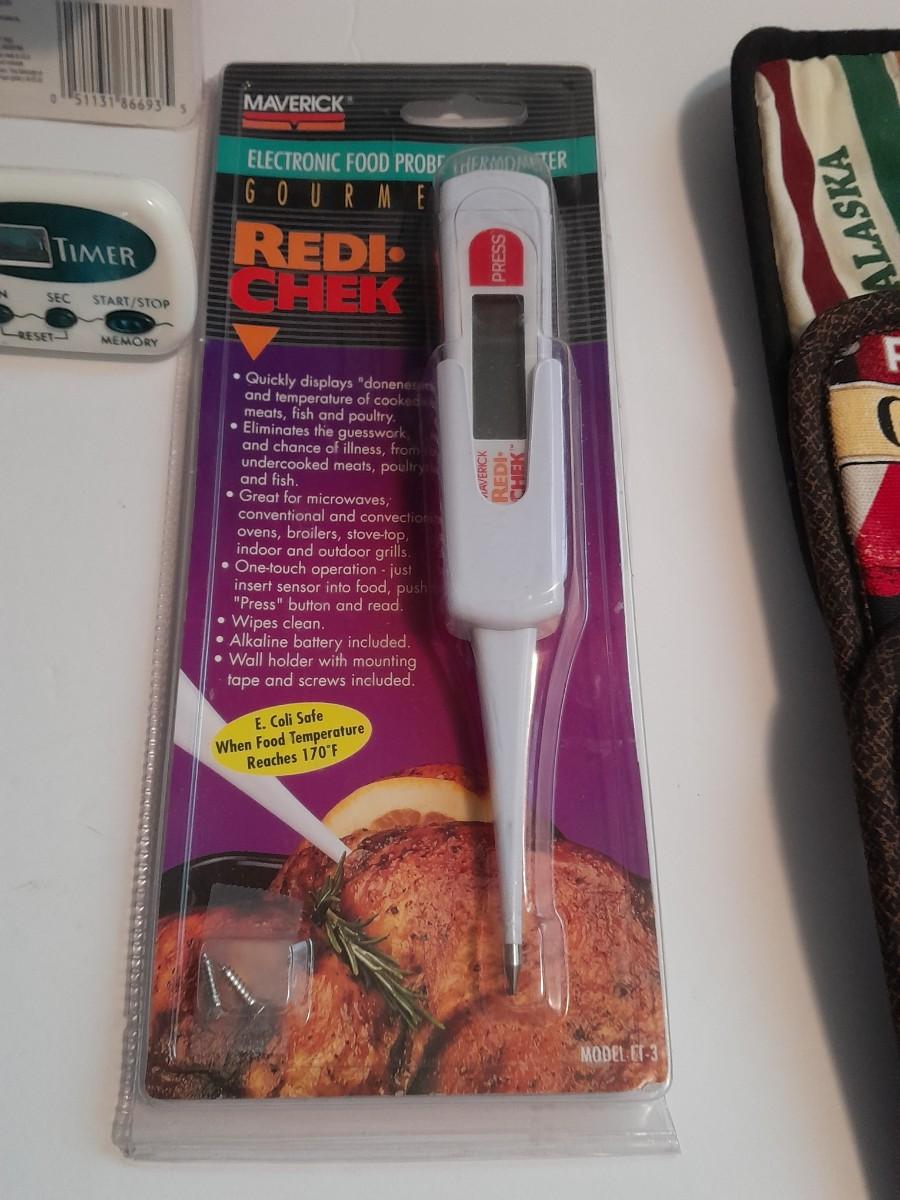 0 51131 86693 5
TIMER
SEC
START/STOP
RESET
MEMORY
MAVERICK®
ELECTRONIC FOOD PROBE THERMOMETER
GOURME
REDI•
CHEK
PRESS
MAVERICK
REDI•
CHEK™
• Quickly displays "donenes
and temperature of cooked
meats, fish and poultry.
• Eliminates the guesswork,
and chance of illness, from
undercooked meats, poultry
and fish.
• Great for microwaves,
conventional and convection
ovens, broilers, stove-top,
indoor and outdoor grills.
• One-touch operation - just
insert sensor into food, push
"Press" button and read.
• Wipes clean.
• Alkaline battery included.
• Wall holder with mounting
tape and screws included.
E. Coli Safe
When Food Temperature
Reaches 170°F
MODEL ET-3
ALASKA